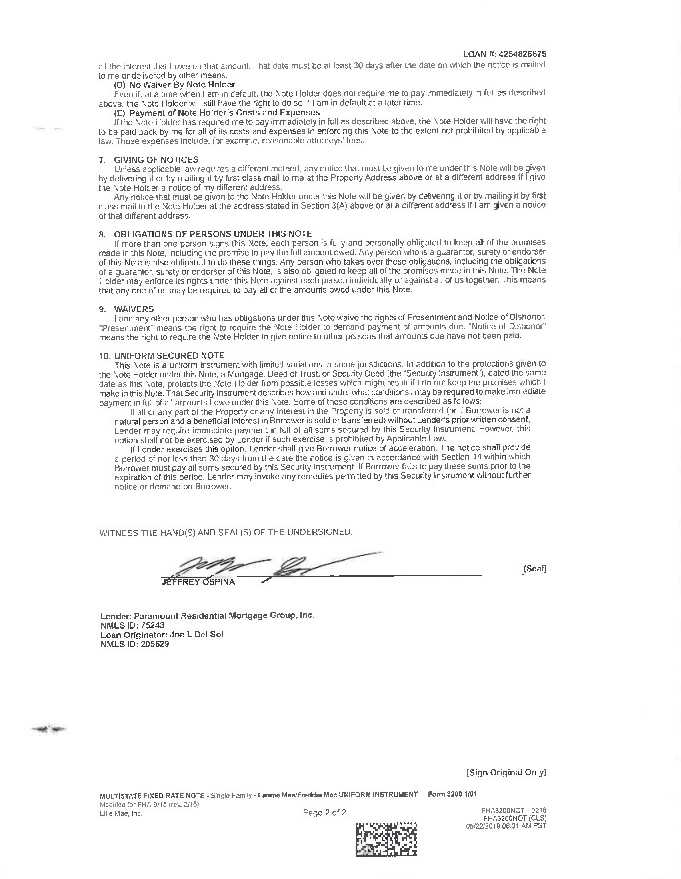 LOAN #: 4254826675
all the interest that I owe on that amount. That date must be at least 30 days after the date on which the notice is mailed
to me or delivered by other means.
(D) No Waiver By Note Holder
Even if, at a time when I am in default, the Note Holder does not require me to pay immediately in full as described
above, the Note Holder will still have the right to do so if I am in default at a later time.
(E) Payment of Note Holder's Costs and Expenses
If the Note Holder has required me to pay immediately in full as described above, the Note Holder will have the right
to be paid back by me for all of its costs and expenses in enforcing this Note to the extent not prohibited by applicable
law. Those expenses include, for example, reasonable attorneys' fees.
7. GIVING OF NOTICES
Unless applicable law requires a different method, any notice that must be given to me under this Note will be given
by delivering it or by mailing it by first class mail to me at the Property Address above or at a different address if I give
the Note Holder a notice of my different address.
Any notice that must be given to the Note Holder under this Note will be given by delivering it or by mailing it by first
class mail to the Note Holder at the address stated in Section 3(A) above or at a different address if I am given a notice
of that different address.
8. OBLIGATIONS OF PERSONS UNDER THIS NOTE
If more than one person signs this Note, each person is fully and personally obligated to keep all of the promises
made in this Note, including the promise to pay the full amount owed. Any person who is a guarantor, surety or endorser
of this Note is also obligated to do these things. Any person who takes over these obligations, including the obligations
of a guarantor, surety or endorser of this Note, is also obligated to keep all of the promises made in this Note. The Note
Holder may enforce its rights under this Note against each person individually or against all of us together. This means
that any one of us may be required to pay all of the amounts owed under this Note.
9. WAIVERS
I and any other person who has obligations under this Note waive the rights of Presentment and Notice of Dishonor.
"Presentment" means the right to require the Note Holder to demand payment of amounts due. "Notice of Dishonor"
means the right to require the Note Holder to give notice to other persons that amounts due have not been paid.
10. UNIFORM SECURED NOTE
This Note is a uniform instrument with limited variations in some jurisdictions. In addition to the protections given to
the Note Holder under this Note, a Mortgage, Deed of Trust, or Security Deed (the "Security Instrument"), dated the same
date as this Note, protects the Note Holder from possible losses which might result if I do not keep the promises which I
make in this Note. That Security Instrument describes how and under what conditions I may be required to make immediate
payment in full of all amounts I owe under this Note. Some of those conditions are described as follows:
If all or any part of the Property or any Interest in the Property is sold or transferred (or if Borrower is not a
natural person and a beneficial interest in Borrower is sold or transferred) without Lender's prior written consent,
Lender may require immediate payment in full of all sums secured by this Security Instrument. However, this
option shall not be exercised by Lender if such exercise is prohibited by Applicable Law.
If Lender exercises this option, Lender shall give Borrower notice of acceleration. The notice shall provide
a period of not less than 30 days from the date the notice is given in accordance with Section 14 within which
Borrower must pay all sums secured by this Security Instrument. If Borrower fails to pay these sums prior to the
expiration of this period, Lender may invoke any remedies permitted by this Security Instrument without further
notice or demand on Borrower.
WITNESS THE HAND(S) AND SEAL(S) OF THE UNDERSIGNED.
[Seal]
JEFFREY OSPINA
Lender: Paramount Residential Mortgage Group, Inc.
NMLS ID: 75243
Loan Originator: Joe L Del Sol
NMLS ID: 205629
[Sign Original Only]
MULTISTATE FIXED RATE NOTE - Single Family - Fannie Mae/Freddie Mac UNIFORM INSTRUMENT Form 3200 1/01
Modified for FHA 9/15 (rev. 2/16)
Ellie Mae, Inc.
Page 2 of 2
FHA3200NOT 0216
FHA3200NOT (CLS)
05/22/2019 06:31 AM PST